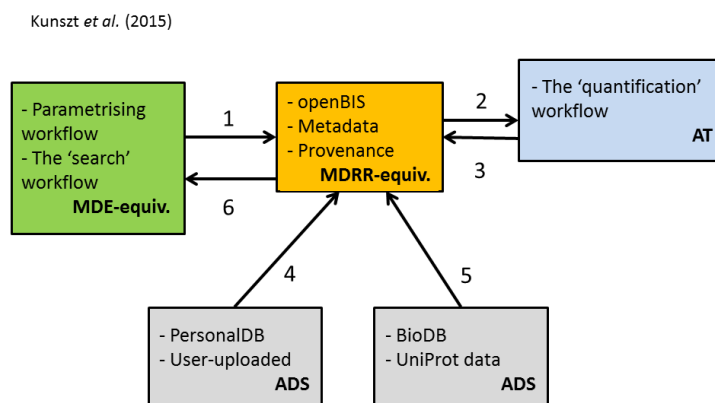 Kunszt et al. (2015)
- Parametrising
workflow
- The ‘search’
workflow
MDE-equiv.
1
6
- openBIS
- Metadata
- Provenance
MDRR-equiv.
2
3
- The ‘quantification’
workflow
AT
4
5
- PersonalDB
- User-uploaded
ADS
- BioDB
- UniProt data
ADS